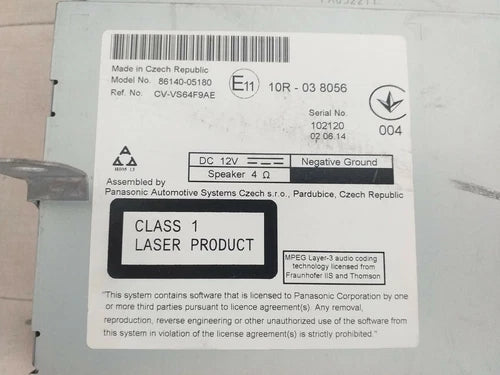 Made in Czech Republic
Model No. 86140-05180
Ref. No. CV-VS64F9AE
E11 10R - 03 8056
Serial No.
102120
02 06 14
004
DC 12V
Negative Ground
Speaker 4 Ω
Assembled by
Panasonic Automotive Systems Czech s.r.o., Pardubice, Czech Republic
CLASS 1
LASER PRODUCT
MPEG Layer-3 audio coding
technology licensed from
Fraunhofer IIS and Thomson.
"This system contains software that is licensed to Panasonic Corporation by one
or more third parties pursuant to licence agreement(s). Any removal,
reproduction, reverse engineering or other unauthorized use of the software from
this system in violation of the license agreement(s) is strictly prohibited."